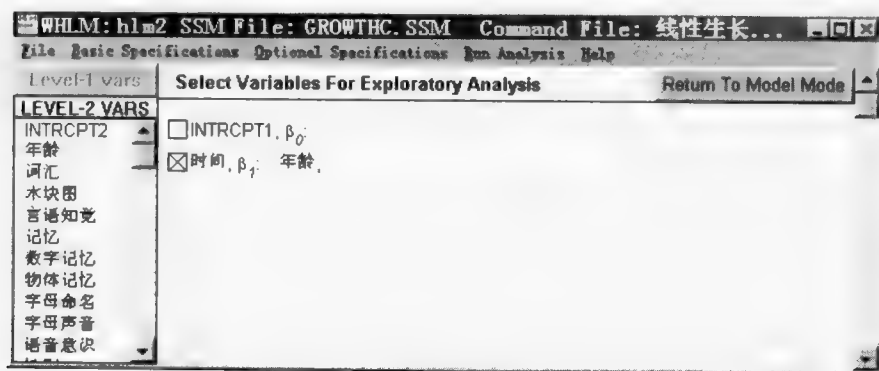 WHLM: hlm2 SSM File: GROWTHC.SSM Command File: 线性生长...
File Basic Specifications Optional Specifications Run Analysis Help
Level-1 vars
Select Variables For Exploratory Analysis
Return To Model Mode
LEVEL-2 VARS
INTRCPT2
年龄
词汇
木块图
言语知觉
记忆
数字记忆
物体记忆
字母命名
字母声音
语音意识
INTRCPT1, β0:
时间, β1: 年龄,